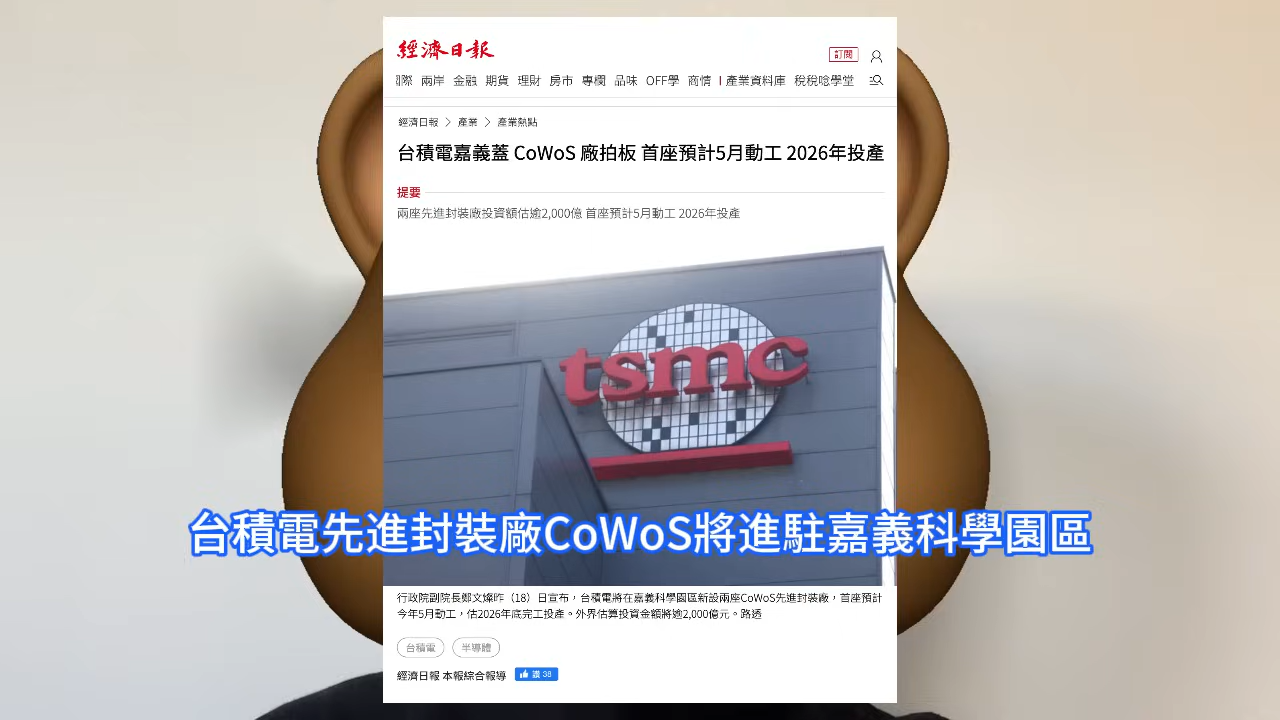 經濟日報
訂閱
國際 兩岸 金融 期貨 理財 房市 專欄 品味 OFF學 商情 產業資料庫 稅稅唸學堂
經濟日報 > 產業 > 產業熱點
台積電嘉義蓋 CoWoS 廠拍板 首座預計5月動工 2026年投產
提要
兩座先進封裝廠投資額估逾2,000億 首座預計5月動工 2026年投產
tsmc
台積電先進封裝廠CoWoS將進駐嘉義科學園區
行政院副院長鄭文燦昨（18）日宣布，台積電將在嘉義科學園區新設兩座CoWoS先進封裝廠，首座預計
今年5月動工，估2026年底完工投產。外界估算投資金額將逾2,000億元。路透
台積電 半導體
經濟日報 本報綜合報導 讚 38